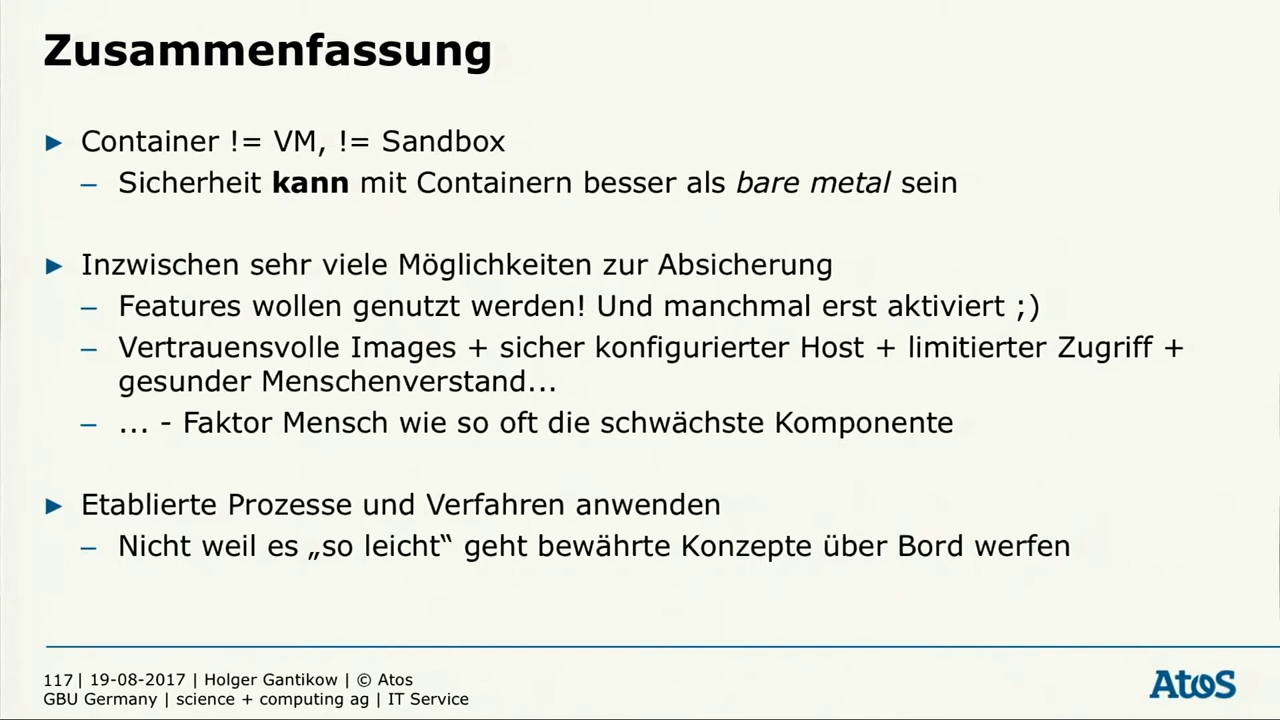 Zusammenfassung
► Container != VM, != Sandbox
– Sicherheit kann mit Containern besser als bare metal sein
► Inzwischen sehr viele Möglichkeiten zur Absicherung
– Features wollen genutzt werden! Und manchmal erst aktiviert ;)
– Vertrauensvolle Images + sicher konfigurierter Host + limitierter Zugriff +
gesunder Menschenverstand...
– ... - Faktor Mensch wie so oft die schwächste Komponente
► Etablierte Prozesse und Verfahren anwenden
– Nicht weil es „so leicht“ geht bewährte Konzepte über Bord werfen
117 | 19-08-2017 | Holger Gantikow | © Atos
GBU Germany | science + computing ag | IT Service
AtoS